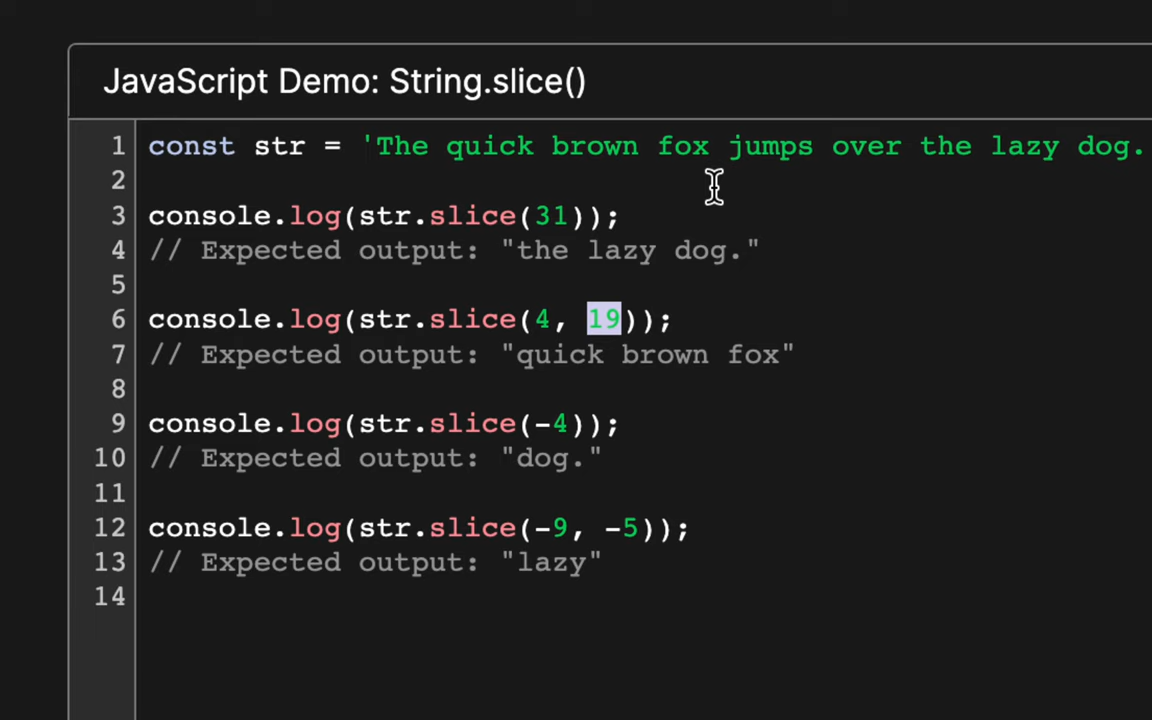 JavaScript Demo: String.slice()
1 const str = 'The quick brown fox jumps over the lazy dog.
2
3 console.log(str.slice(31));
4 // Expected output: "the lazy dog."
5
6 console.log(str.slice(4, 19));
7 // Expected output: "quick brown fox"
8
9 console.log(str.slice(-4));
10 // Expected output: "dog."
11
12 console.log(str.slice(-9, -5));
13 // Expected output: "lazy"
14